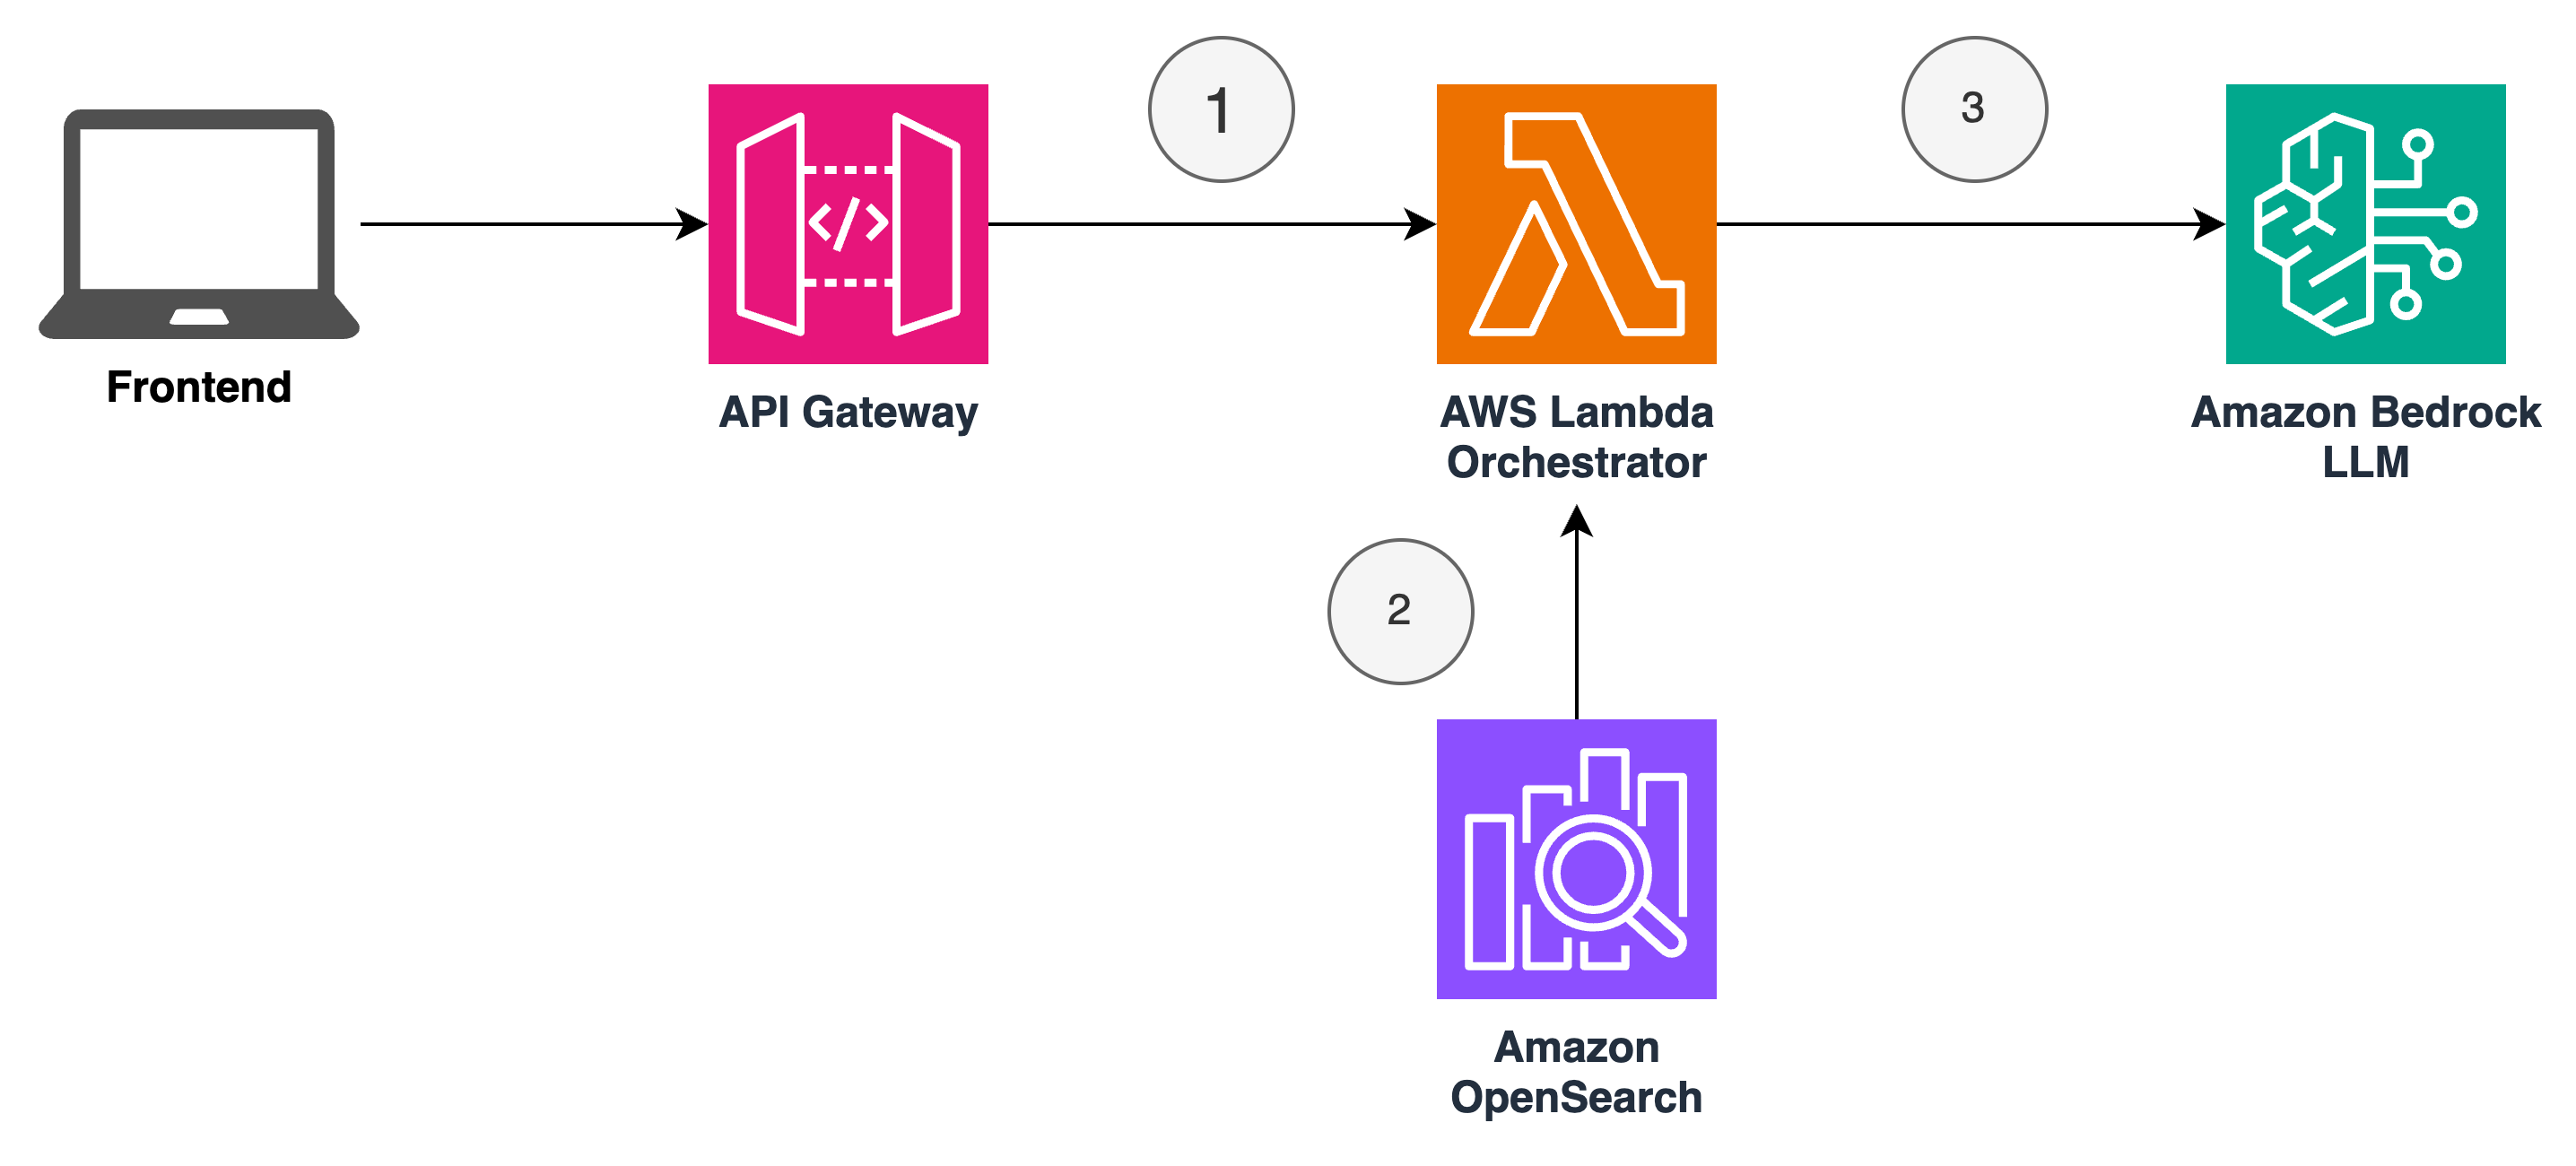 1
3
</>
Frontend
API Gateway
AWS Lambda
Orchestrator
Amazon Bedrock
LLM
2
Amazon
OpenSearch